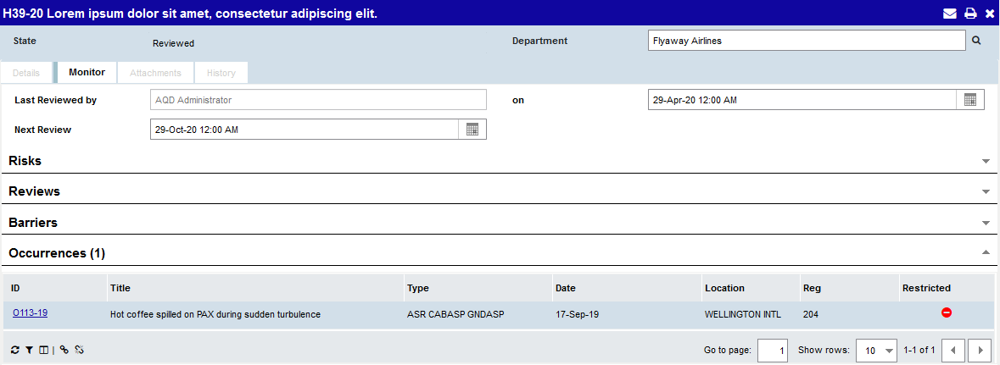 H39-20 Lorem ipsum dolor sit amet, consectetur adipiscing elit.
State Reviewed Department Flyaway Airlines
Details Monitor Attachments History
Last Reviewed by AQD Administrator on 29-Apr-20 12:00 AM
Next Review 29-Oct-20 12:00 AM
Risks
Reviews
Barriers
Occurrences (1)
ID Title Type Date Location Reg Restricted
O113-19 Hot coffee spilled on PAX during sudden turbulence ASR CABASP GNDASP 17-Sep-19 WELLINGTON INTL 204
Go to page: 1 Show rows: 10 1-1 of 1